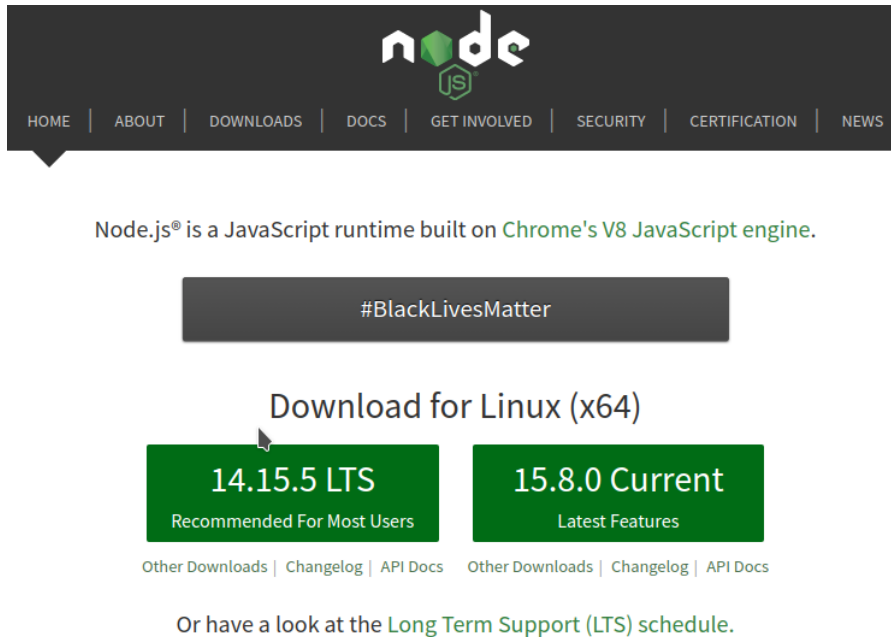 node
JS
HOME | ABOUT | DOWNLOADS | DOCS | GET INVOLVED | SECURITY | CERTIFICATION | NEWS
Node.js® is a JavaScript runtime built on Chrome's V8 JavaScript engine.
#BlackLivesMatter
Download for Linux (x64)
14.15.5 LTS 15.8.0 Current
Recommended For Most Users Latest Features
Other Downloads | Changelog | API Docs Other Downloads | Changelog | API Docs
Or have a look at the Long Term Support (LTS) schedule.